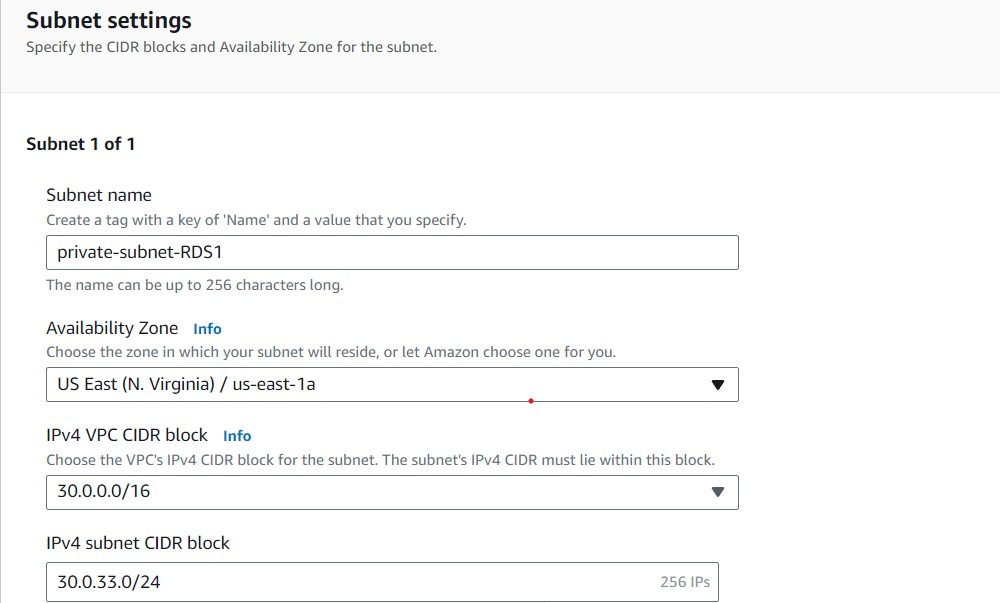 Subnet settings
Specify the CIDR blocks and Availability Zone for the subnet.
Subnet 1 of 1
Subnet name
Create a tag with a key of 'Name' and a value that you specify.
private-subnet-RDS1
The name can be up to 256 characters long.
Availability Zone Info
Choose the zone in which your subnet will reside, or let Amazon choose one for you.
US East (N. Virginia) / us-east-1a
IPv4 VPC CIDR block Info
Choose the VPC's IPv4 CIDR block for the subnet. The subnet's IPv4 CIDR must lie within this block.
30.0.0.0/16
IPv4 subnet CIDR block
30.0.33.0/24 256 IPs